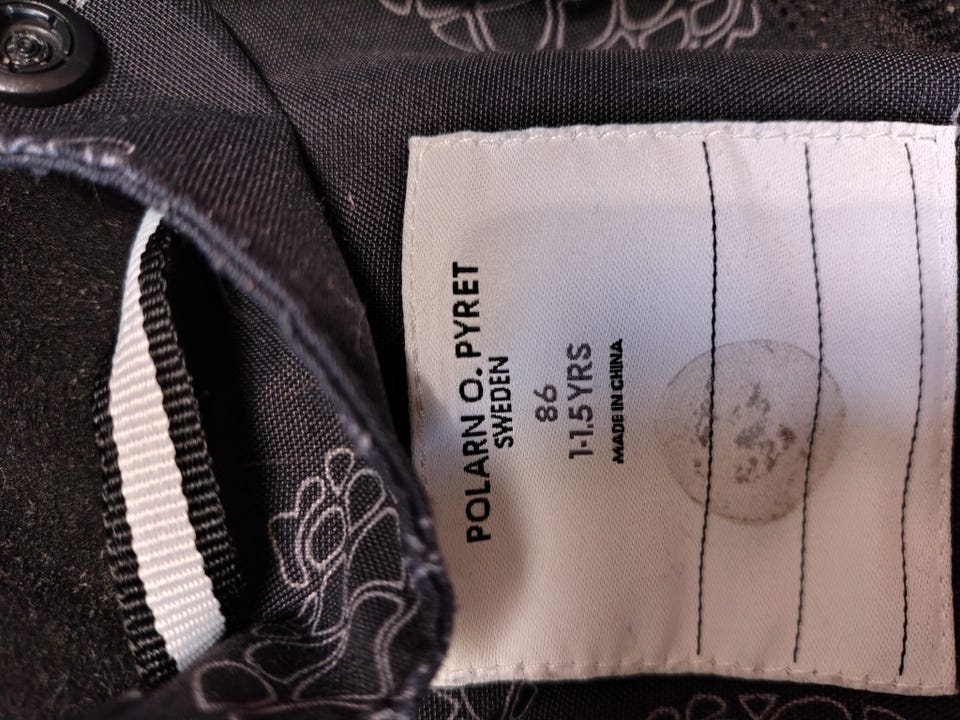 POLARN O. PYRET
SWEDEN
86
1-1.5 YRS
MADE IN CHINA